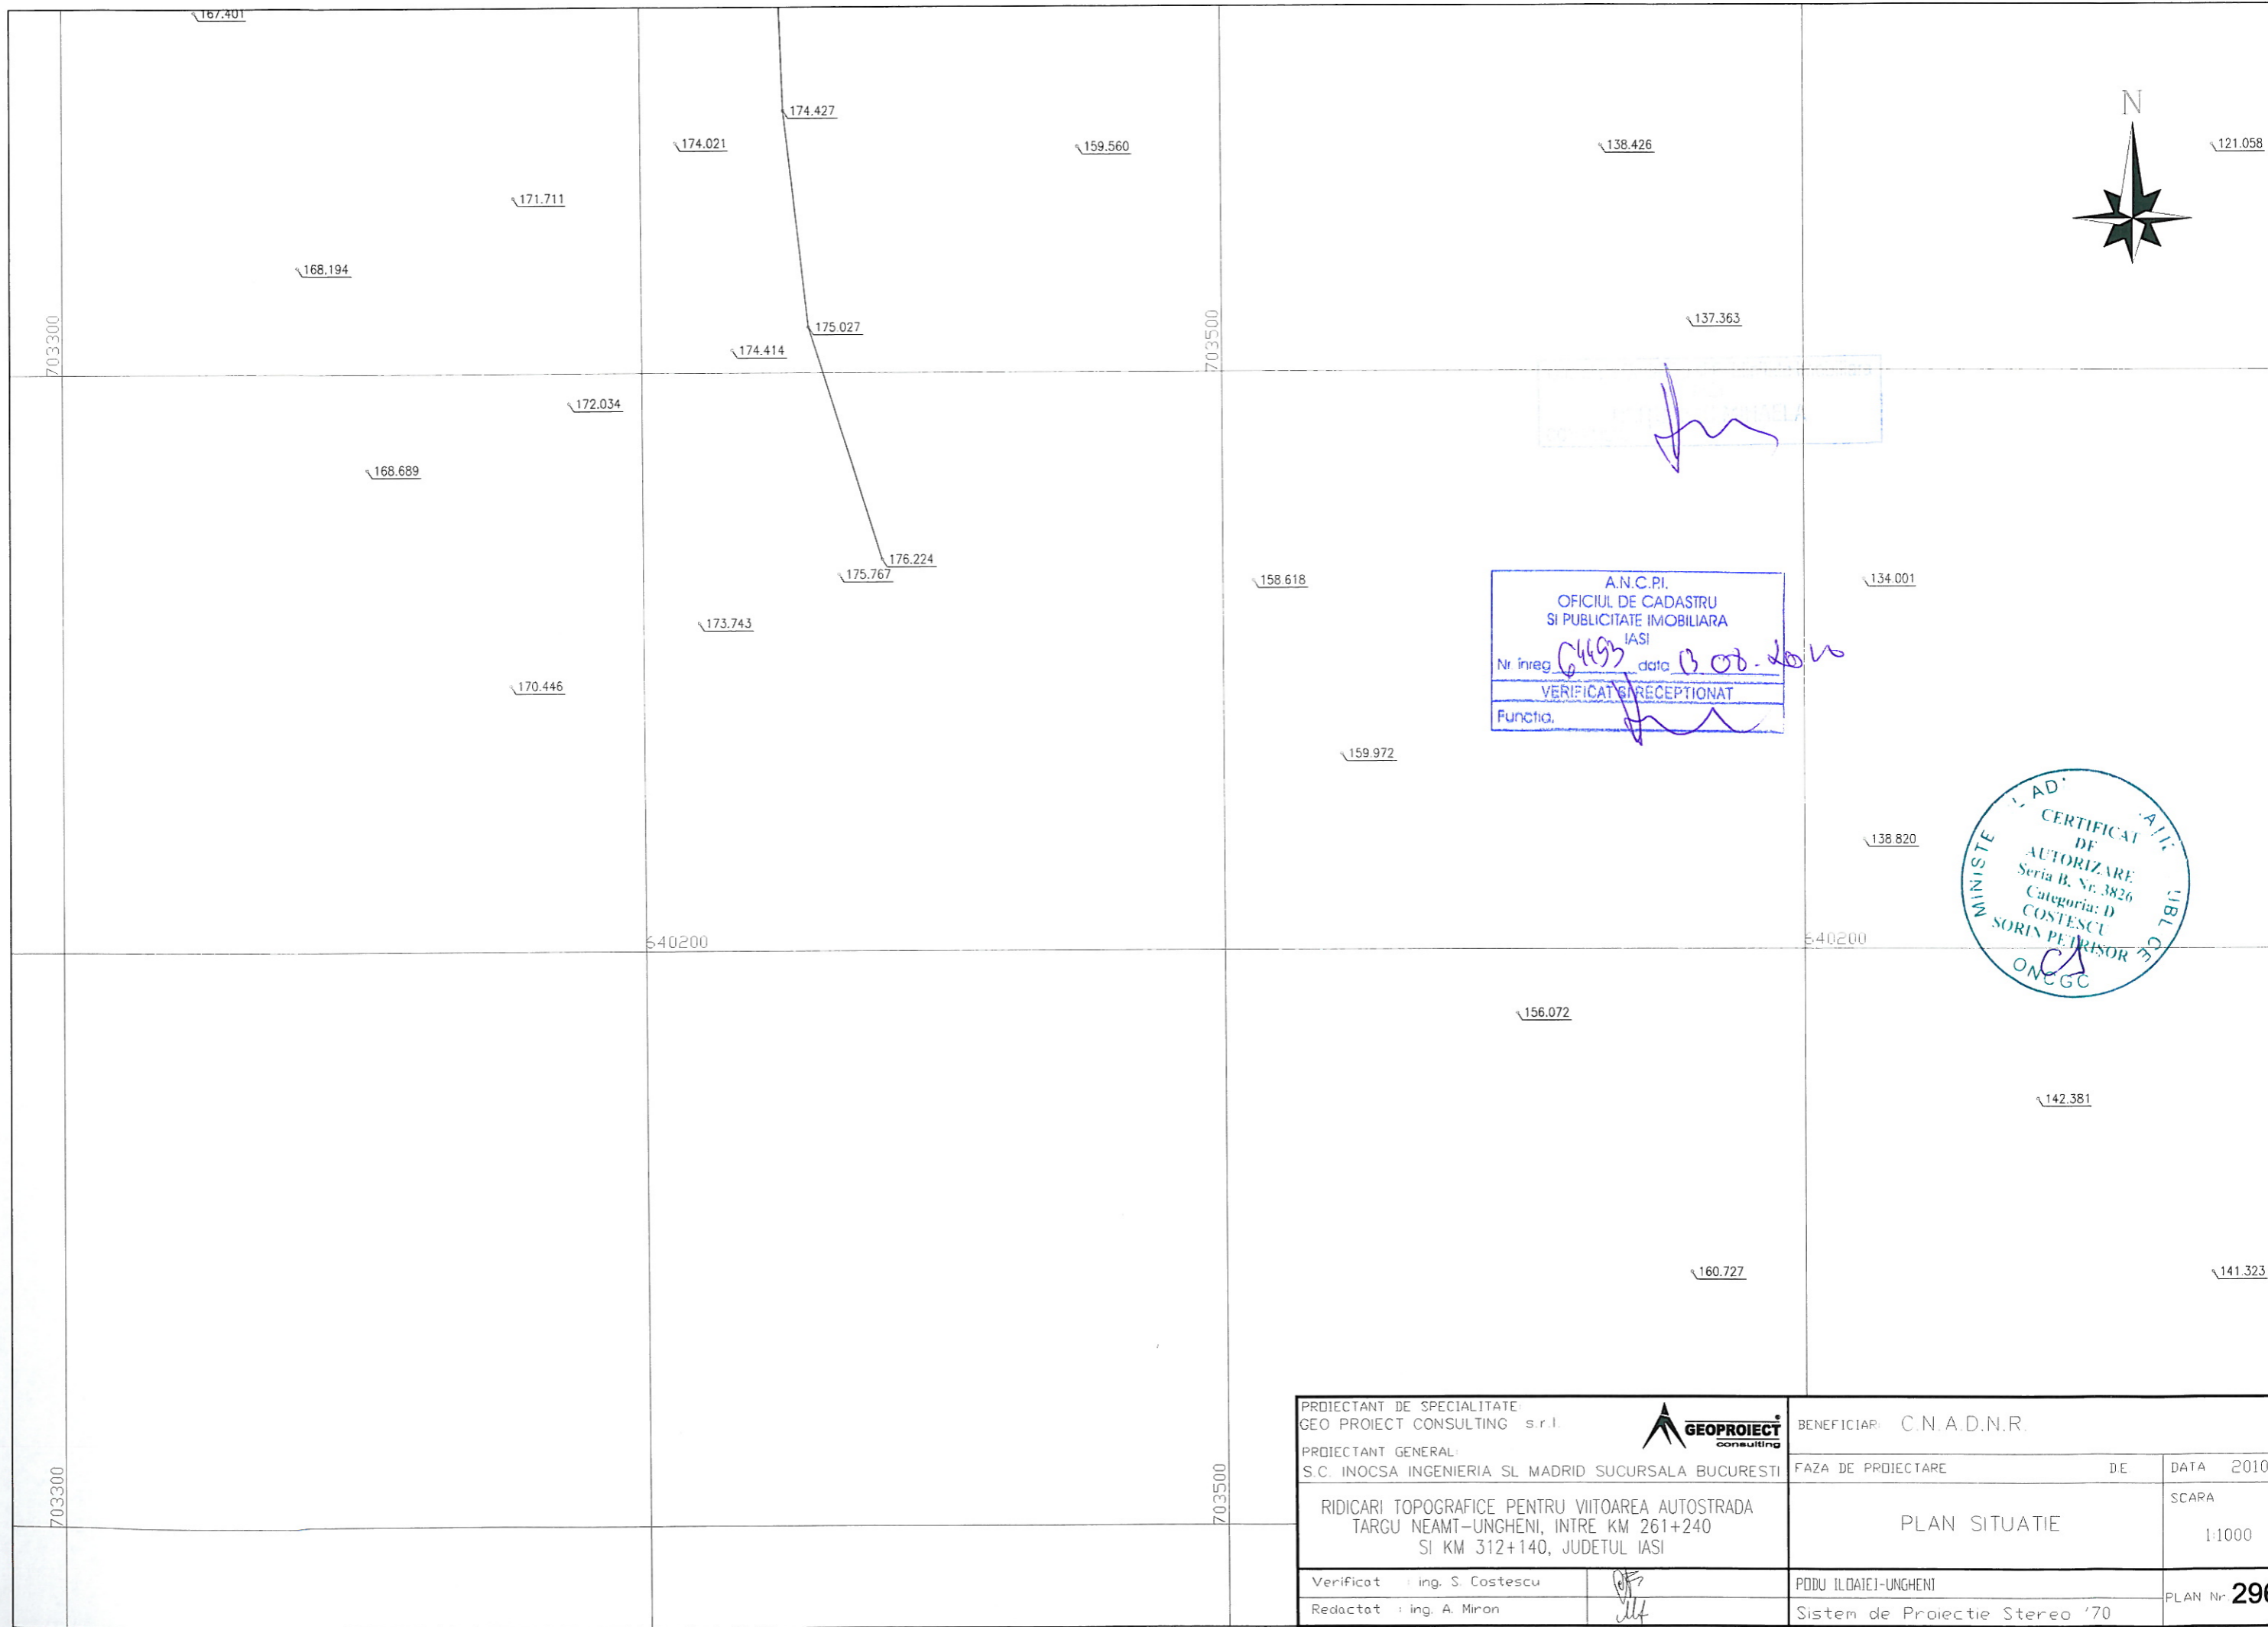 167.401
174.427
174.021
159.560
138.426
N
121.058
171.711
168.194
703300
175.027
703500
137.363
174.414
172.034
168.689
176.224
175.767
158.618
134.001
173.743
170.446
A.N.C.P.I.
OFICIUL DE CADASTRU
SI PUBLICITATE IMOBILIARA
IASI
Nr înreg 64493 data 13.08.2010
VERIFICAT SI RECEPTIONAT
Functia,
159.972
138.820
CERTIFICAT
DE
AUTORIZARE
Seria B. Nr. 3826
Categoria: D
COSTESCU
SORIN PETRISOR
MINISTE
ONCGC
640200
640200
156.072
142.381
160.727
141.323
703300
703500
PROIECTANT DE SPECIALITATE:
GEO PROIECT CONSULTING s.r.l.
GEOPROIECT
consulting
PROIECTANT GENERAL:
S.C. INOCSA INGENIERIA SL MADRID SUCURSALA BUCURESTI
BENEFICIAR: C.N.A.D.N.R.
FAZA DE PROIECTARE DE
DATA 2010
RIDICARI TOPOGRAFICE PENTRU VIITOAREA AUTOSTRADA
TARGU NEAMT-UNGHENI, INTRE KM 261+240
SI KM 312+140, JUDETUL IASI
PLAN SITUATIE
SCARA
1:1000
Verificat : ing. S. Costescu
Redactat : ing. A. Miron
PODU ILOAIEI-UNGHENI
Sistem de Proiectie Stereo '70
PLAN Nr 296